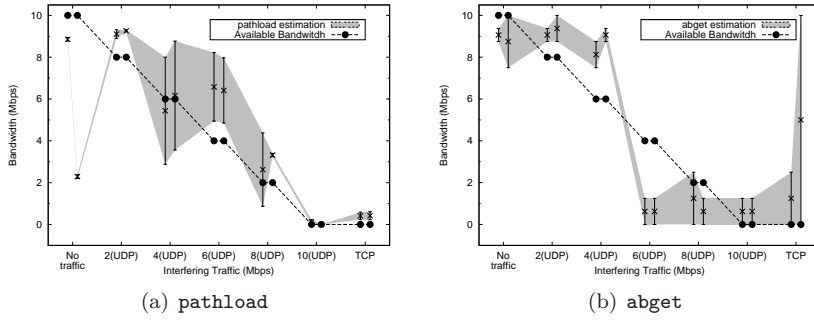 10
8
6
4
2
0
Bandwidth (Mbps)
pathload estimation
Available Bandwitdh
No traffic
2(UDP)
4(UDP)
6(UDP)
8(UDP)
10(UDP)
TCP
Interfering Traffic (Mbps)
(a) pathload
10
8
6
4
2
0
Bandwidth (Mbps)
abget estimation
Available Bandwitdh
No traffic
2(UDP)
4(UDP)
6(UDP)
8(UDP)
10(UDP)
TCP
Interfering Traffic (Mbps)
(b) abget